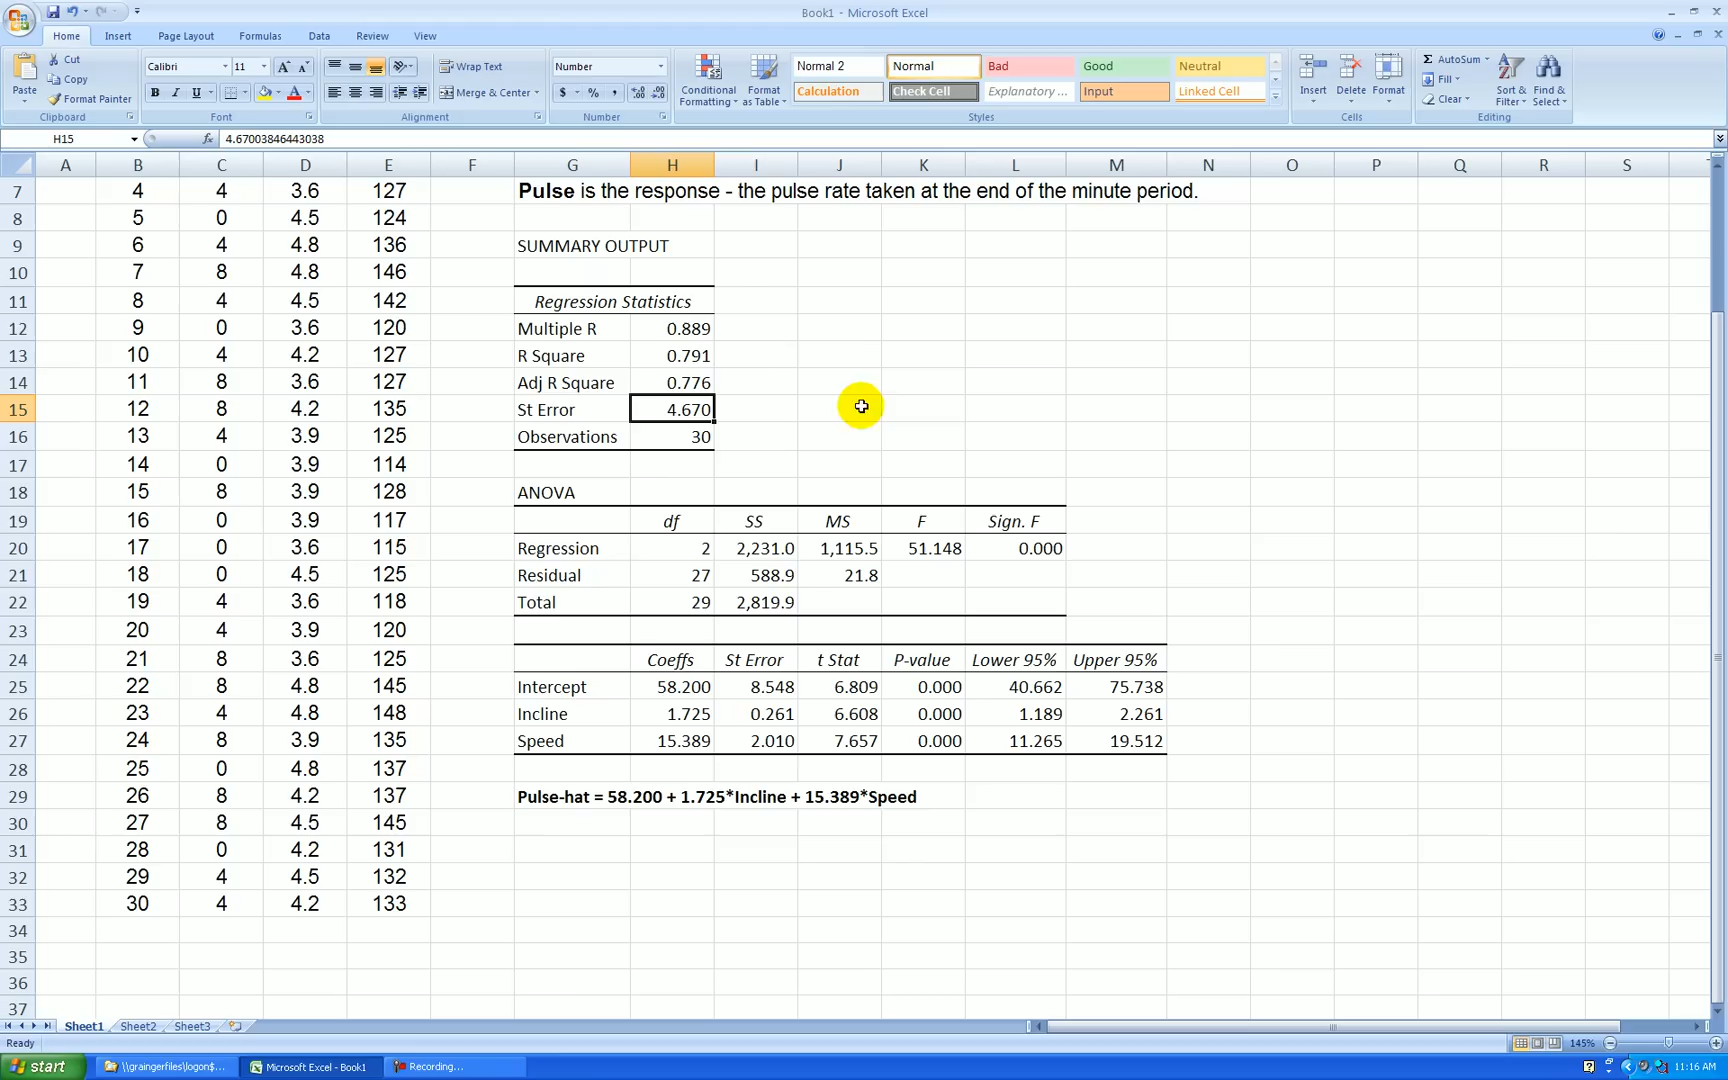 Book1 - Microsoft Excel
Home Insert Page Layout Formulas Data Review View
Paste
Cut
Copy
Format Painter
Clipboard
Calibri 11
B I U
Font
Wrap Text
Merge & Center
Alignment
Number
$ % ,
Number
Conditional Formatting
Format as Table
Normal 2 Normal Bad Good Neutral
Calculation Check Cell Explanatory ... Input Linked Cell
Styles
Insert Delete Format
Cells
AutoSum
Fill
Clear
Sort & Filter
Find & Select
Editing
H15 fx 4.67003846443038
A B C D E F G H I J K L M N O P Q R S
7 4 4 3.6 127 Pulse is the response - the pulse rate taken at the end of the minute period.
8 5 0 4.5 124
9 6 4 4.8 136 SUMMARY OUTPUT
10 7 8 4.8 146
11 8 4 4.5 142 Regression Statistics
12 9 0 3.6 120 Multiple R 0.889
13 10 4 4.2 127 R Square 0.791
14 11 8 3.6 127 Adj R Square 0.776
15 12 8 4.2 135 St Error 4.670
16 13 4 3.9 125 Observations 30
17 14 0 3.9 114
18 15 8 3.9 128 ANOVA
19 16 0 3.9 117 df SS MS F Sign. F
20 17 0 3.6 115 Regression 2 2,231.0 1,115.5 51.148 0.000
21 18 0 4.5 125 Residual 27 588.9 21.8
22 19 4 3.6 118 Total 29 2,819.9
23 20 4 3.9 120
24 21 8 3.6 125 Coeffs St Error t Stat P-value Lower 95% Upper 95%
25 22 8 4.8 145 Intercept 58.200 8.548 6.809 0.000 40.662 75.738
26 23 4 4.8 148 Incline 1.725 0.261 6.608 0.000 1.189 2.261
27 24 8 3.9 135 Speed 15.389 2.010 7.657 0.000 11.265 19.512
28 25 0 4.8 137
29 26 8 4.2 137 Pulse-hat = 58.200 + 1.725*Incline + 15.389*Speed
30 27 8 4.5 145
31 28 0 4.2 131
32 29 4 4.5 132
33 30 4 4.2 133
34
35
36
37
Sheet1 Sheet2 Sheet3
Ready 145%
start \\graingerfiles\logon$... Microsoft Excel - Book1 Recording... 11:16 AM